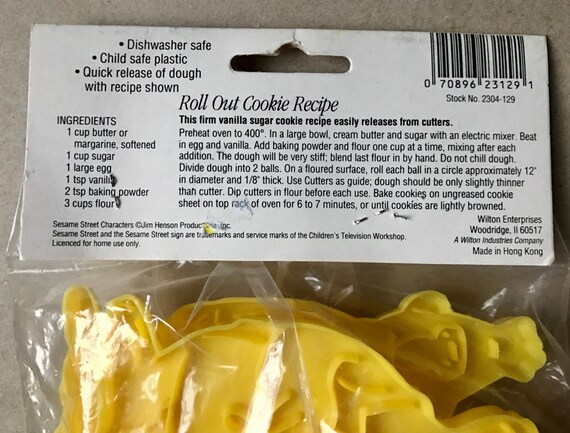 • Dishwasher safe
• Child safe plastic
• Quick release of dough
with recipe shown
0 70896 23129 1
Stock No. 2304-129
Roll Out Cookie Recipe
INGREDIENTS
1 cup butter or
margarine, softened
1 cup sugar
1 large egg
1 tsp vanilla
2 tsp baking powder
3 cups flour
This firm vanilla sugar cookie recipe easily releases from cutters.
Preheat oven to 400°. In a large bowl, cream butter and sugar with an electric mixer. Beat
in egg and vanilla. Add baking powder and flour one cup at a time, mixing after each
addition. The dough will be very stiff; blend last flour in by hand. Do not chill dough.
Divide dough into 2 balls. On a floured surface, roll each ball in a circle approximately 12"
in diameter and 1/8" thick. Use Cutters as guide; dough should be only slightly thinner
than cutter. Dip cutters in flour before each use. Bake cookies on ungreased cookie
sheet on top rack of oven for 6 to 7 minutes, or until cookies are lightly browned.
Sesame Street Characters ©Jim Henson Productions, Inc.
Sesame Street and the Sesame Street sign are trademarks and service marks of the Children's Television Workshop.
Licenced for home use only.
Wilton Enterprises
Woodridge, Il 60517
A Wilton Industries Company
Made in Hong Kong